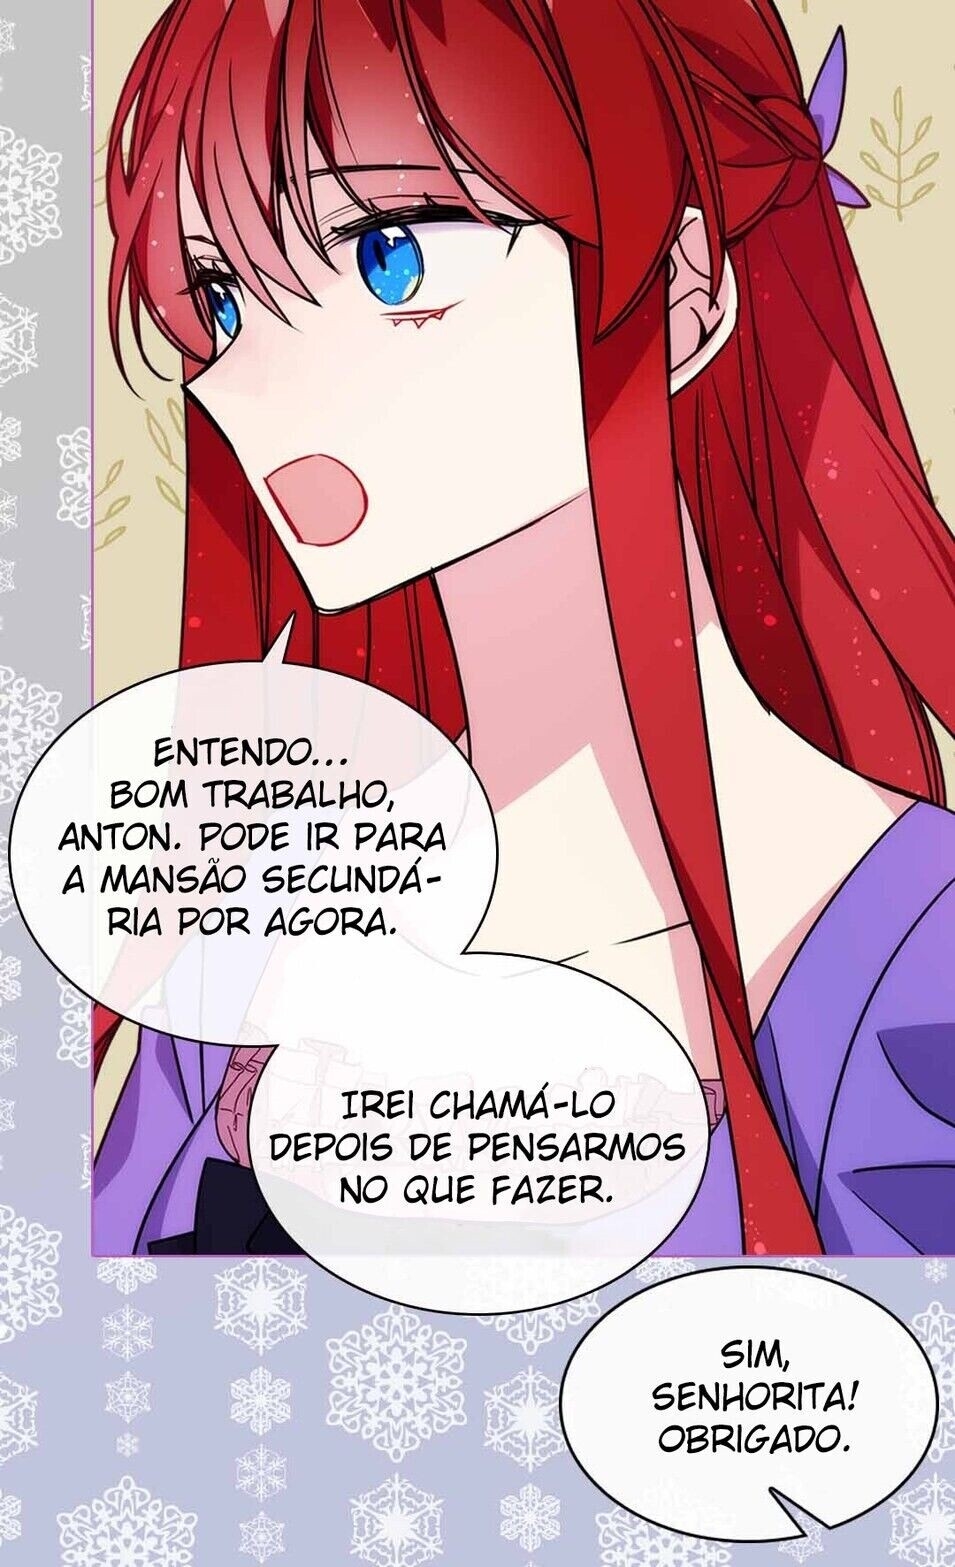 ENTENDO...
BOM TRABALHO,
ANTON. PODE IR PARA
A MANSÃO SECUNDÁ-
RIA POR AGORA.
IREI CHAMÁ-LO
DEPOIS DE PENSARMOS
NO QUE FAZER.
SIM,
SENHORITA!
OBRIGADO.